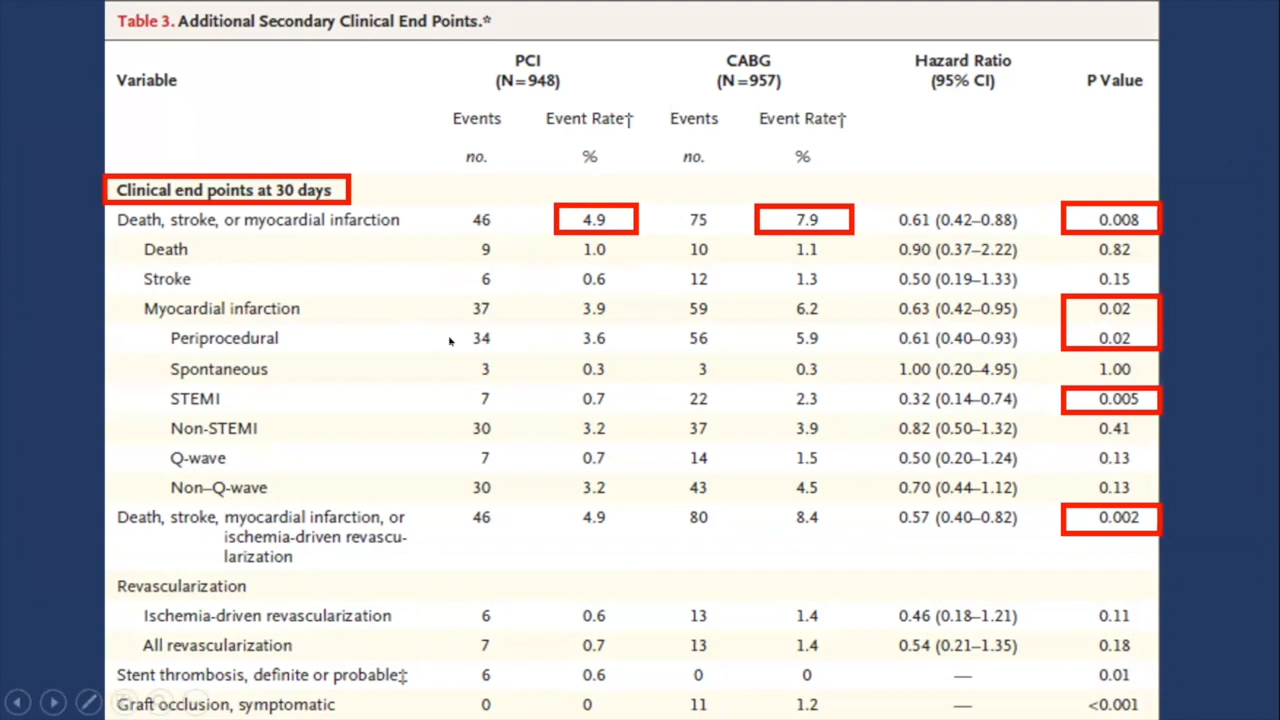 Table 3. Additional Secondary Clinical End Points.*
Variable PCI (N=948) CABG (N=957) Hazard Ratio (95% CI) P Value
Events Event Rate† Events Event Rate†
no. % no. %
Clinical end points at 30 days
Death, stroke, or myocardial infarction 46 4.9 75 7.9 0.61 (0.42–0.88) 0.008
Death 9 1.0 10 1.1 0.90 (0.37–2.22) 0.82
Stroke 6 0.6 12 1.3 0.50 (0.19–1.33) 0.15
Myocardial infarction 37 3.9 59 6.2 0.63 (0.42–0.95) 0.02
Periprocedural 34 3.6 56 5.9 0.61 (0.40–0.93) 0.02
Spontaneous 3 0.3 3 0.3 1.00 (0.20–4.95) 1.00
STEMI 7 0.7 22 2.3 0.32 (0.14–0.74) 0.005
Non-STEMI 30 3.2 37 3.9 0.82 (0.50–1.32) 0.41
Q-wave 7 0.7 14 1.5 0.50 (0.20–1.24) 0.13
Non–Q-wave 30 3.2 43 4.5 0.70 (0.44–1.12) 0.13
Death, stroke, myocardial infarction, or 46 4.9 80 8.4 0.57 (0.40–0.82) 0.002
ischemia-driven revascu-
larization
Revascularization
Ischemia-driven revascularization 6 0.6 13 1.4 0.46 (0.18–1.21) 0.11
All revascularization 7 0.7 13 1.4 0.54 (0.21–1.35) 0.18
Stent thrombosis, definite or probable‡ 6 0.6 0 0 — 0.01
Graft occlusion, symptomatic 0 0 11 1.2 — <0.001